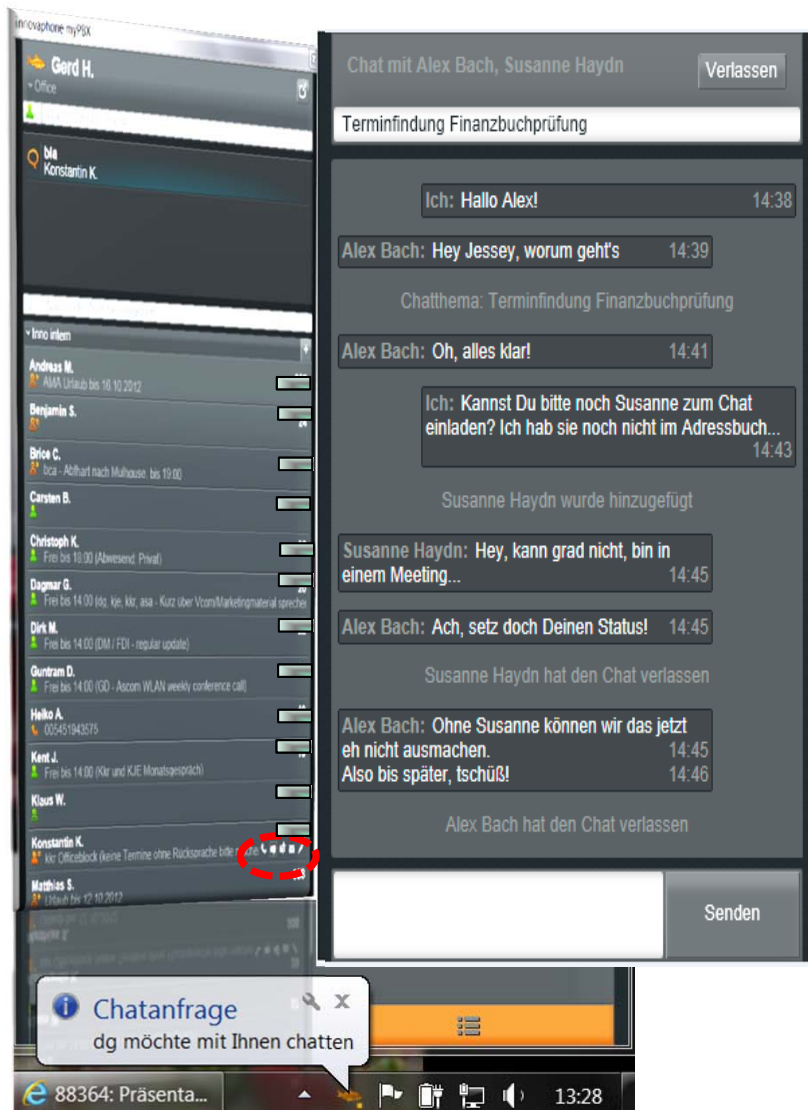 innovaphone myPBX
Gerd H.
Office
bla
Konstantin K.
Inno intern
Andreas M.
AMA Urlaub bis 16.10.2012
Benjamin S.
Brice C.
bca - Abfhart nach Mulhouse. bis 19:00
Carsten B.
Christoph K.
Frei bis 18:00 (Abwesend, Privat)
Dagmar G.
Frei bis 14:00 (dg, kje, kkr, asa - Kurz über Vcom/Marketingmaterial sprechen
Dirk M.
Frei bis 14:00 (DM / FDI - regular update)
Guntram D.
Frei bis 14:00 (GD - Ascom WLAN weekly conference call)
Heiko A.
005451943575
Kent J.
Frei bis 14:00 (Kkr und KJE Monatsgespräch)
Klaus W.
Konstantin K.
kkr Officeblock (keine Termine ohne Rücksprache bitte
Matthias S.
Urlaub bis 12.10.2012
Chat mit Alex Bach, Susanne Haydn
Verlassen
Terminfindung Finanzbuchprüfung
Ich: Hallo Alex! 14:38
Alex Bach: Hey Jessey, worum geht's 14:39
Chatthema: Terminfindung Finanzbuchprüfung
Alex Bach: Oh, alles klar! 14:41
Ich: Kannst Du bitte noch Susanne zum Chat
einladen? Ich hab sie noch nicht im Adressbuch...
14:43
Susanne Haydn wurde hinzugefügt
Susanne Haydn: Hey, kann grad nicht, bin in
einem Meeting... 14:45
Alex Bach: Ach, setz doch Deinen Status! 14:45
Susanne Haydn hat den Chat verlassen
Alex Bach: Ohne Susanne können wir das jetzt
eh nicht ausmachen. 14:45
Also bis später, tschüß! 14:46
Alex Bach hat den Chat verlassen
Senden
Chatanfrage
dg möchte mit Ihnen chatten
88364: Präsenta...
13:28